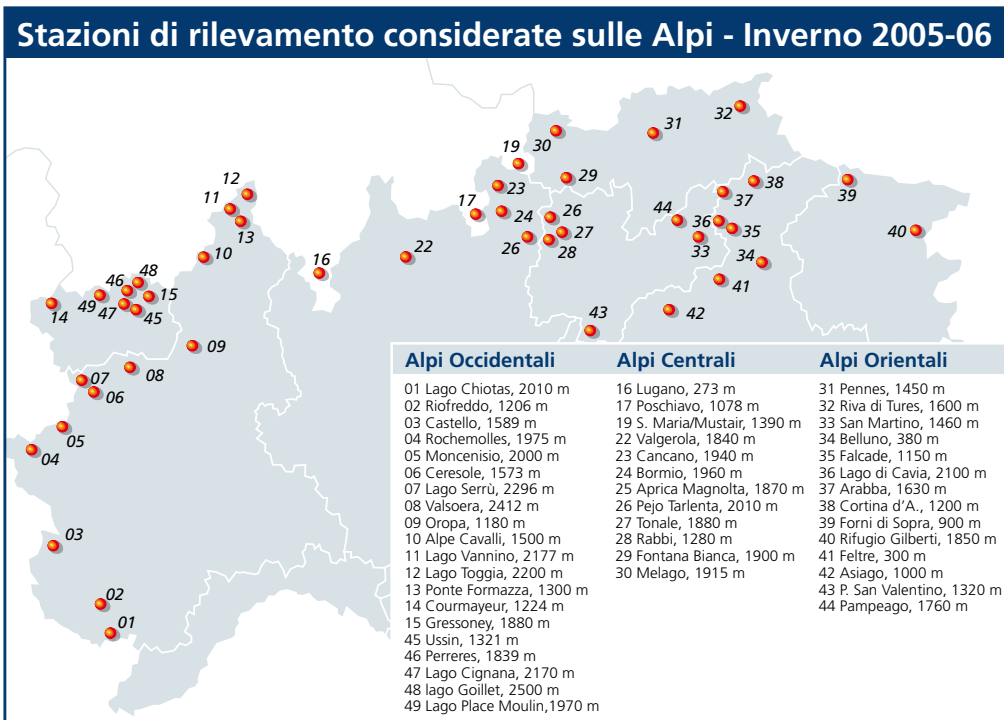 Stazioni di rilevamento considerate sulle Alpi - Inverno 2005-06
32
31
30
19
29
38
39
12
23
37
11
17
24
26
44
36
40
13
27
35
26
28
33
22
10
34
16
48
46
41
15
49
47
45
14
42
43
09
08
07
06
05
04
03
02
01
Alpi Occidentali
01 Lago Chiotas, 2010 m
02 Riofreddo, 1206 m
03 Castello, 1589 m
04 Rochemolles, 1975 m
05 Moncenisio, 2000 m
06 Ceresole, 1573 m
07 Lago Serrù, 2296 m
08 Valsoera, 2412 m
09 Oropa, 1180 m
10 Alpe Cavalli, 1500 m
11 Lago Vannino, 2177 m
12 Lago Toggia, 2200 m
13 Ponte Formazza, 1300 m
14 Courmayeur, 1224 m
15 Gressoney, 1880 m
45 Ussin, 1321 m
46 Perreres, 1839 m
47 Lago Cignana, 2170 m
48 lago Goillet, 2500 m
49 Lago Place Moulin,1970 m
Alpi Centrali
16 Lugano, 273 m
17 Poschiavo, 1078 m
19 S. Maria/Mustair, 1390 m
22 Valgerola, 1840 m
23 Cancano, 1940 m
24 Bormio, 1960 m
25 Aprica Magnolta, 1870 m
26 Pejo Tarlenta, 2010 m
27 Tonale, 1880 m
28 Rabbi, 1280 m
29 Fontana Bianca, 1900 m
30 Melago, 1915 m
Alpi Orientali
31 Pennes, 1450 m
32 Riva di Tures, 1600 m
33 San Martino, 1460 m
34 Belluno, 380 m
35 Falcade, 1150 m
36 Lago di Cavia, 2100 m
37 Arabba, 1630 m
38 Cortina d'A., 1200 m
39 Forni di Sopra, 900 m
40 Rifugio Gilberti, 1850 m
41 Feltre, 300 m
42 Asiago, 1000 m
43 P. San Valentino, 1320 m
44 Pampeago, 1760 m